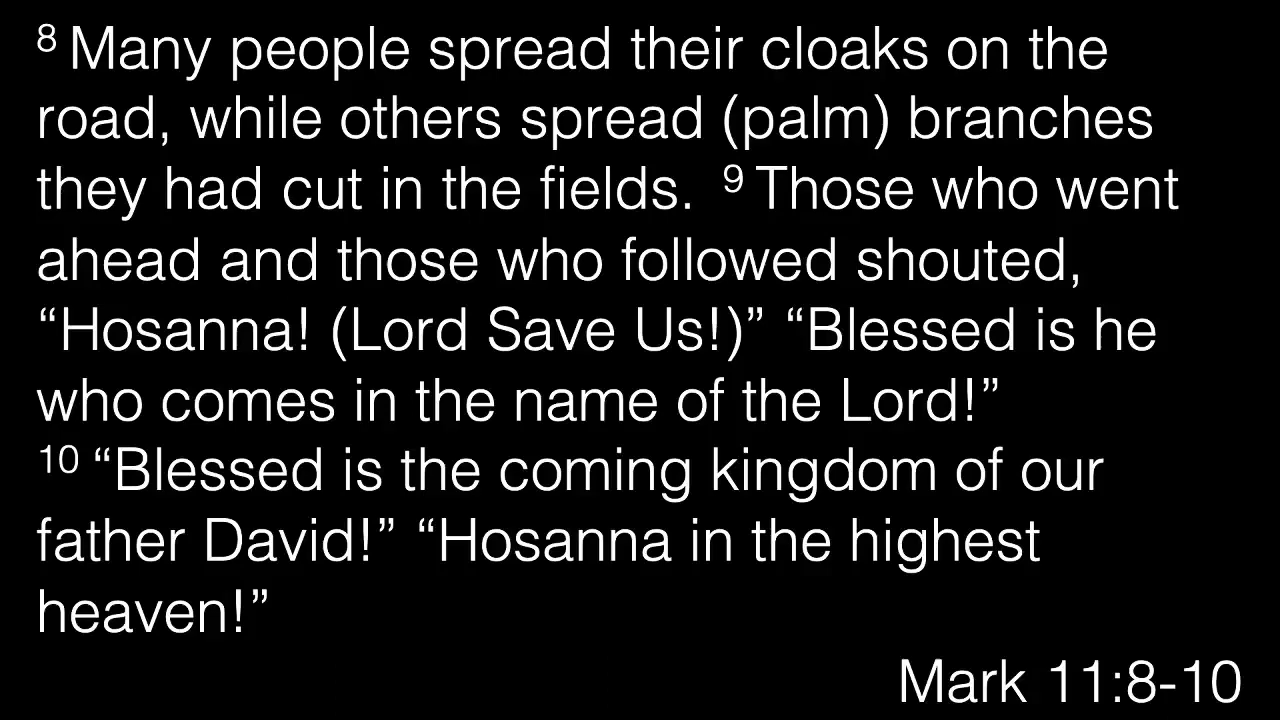 8 Many people spread their cloaks on the
road, while others spread (palm) branches
they had cut in the fields. 9 Those who went
ahead and those who followed shouted,
“Hosanna! (Lord Save Us!)” “Blessed is he
who comes in the name of the Lord!”
10 “Blessed is the coming kingdom of our
father David!” “Hosanna in the highest
heaven!”
Mark 11:8-10